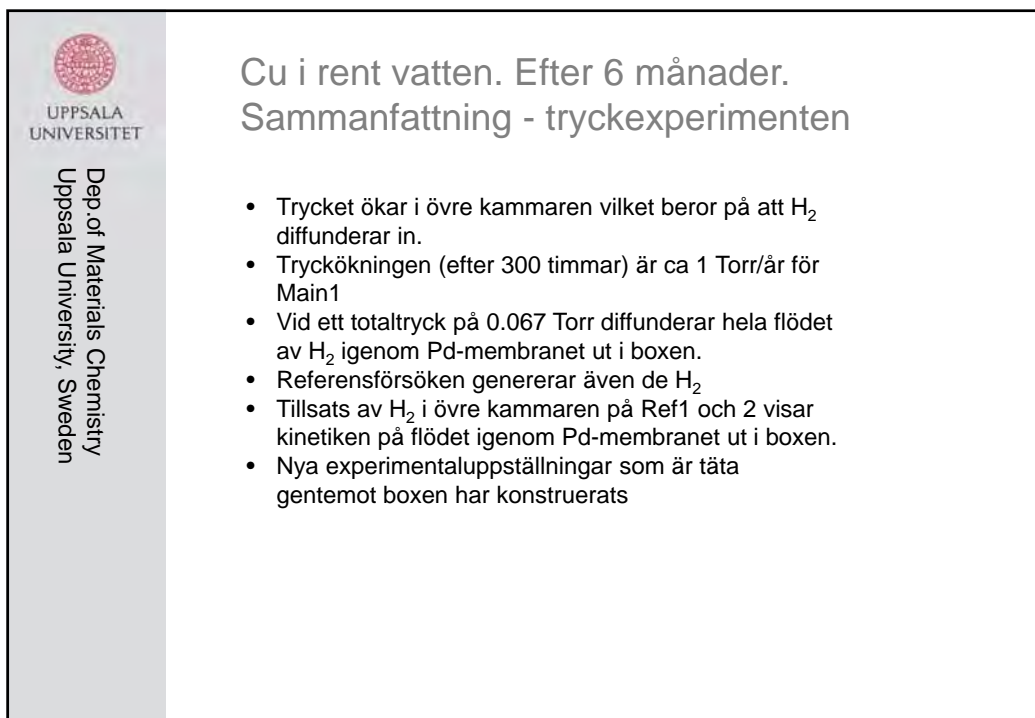 UPPSALA
UNIVERSITET
Dep.of Materials Chemistry
Uppsala University, Sweden
Cu i rent vatten. Efter 6 månader.
Sammanfattning - tryckexperimenten
• Trycket ökar i övre kammaren vilket beror på att H₂
diffunderar in.
• Tryckökningen (efter 300 timmar) är ca 1 Torr/år för
Main1
• Vid ett totaltryck på 0.067 Torr diffunderar hela flödet
av H₂ igenom Pd-membranet ut i boxen.
• Referensförsöken genererar även de H₂
• Tillsats av H₂ i övre kammaren på Ref1 och 2 visar
kinetiken på flödet igenom Pd-membranet ut i boxen.
• Nya experimentaluppställningar som är täta
gentemot boxen har konstruerats